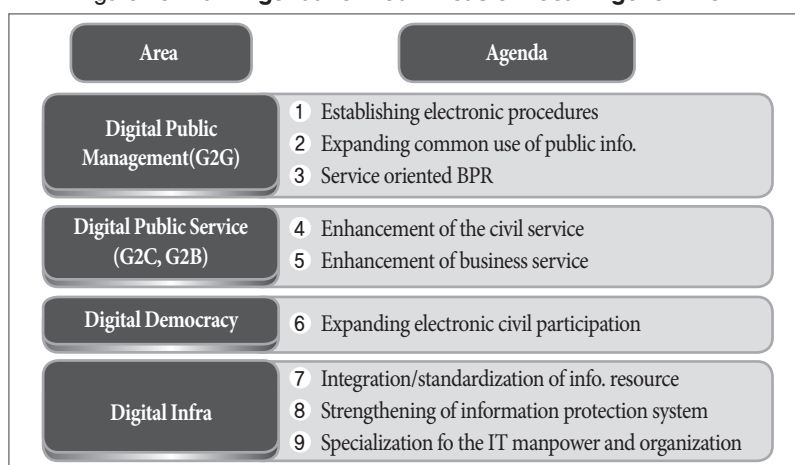 Area
Agenda
Digital Public
Management(G2G)
1 Establishing electronic procedures
2 Expanding common use of public info.
3 Service oriented BPR
Digital Public Service
(G2C, G2B)
4 Enhancement of the civil service
5 Enhancement of business service
Digital Democracy
6 Expanding electronic civil participation
Digital Infra
7 Integration/standardization of info. resource
8 Strengthening of information protection system
9 Specialization fo the IT manpower and organization